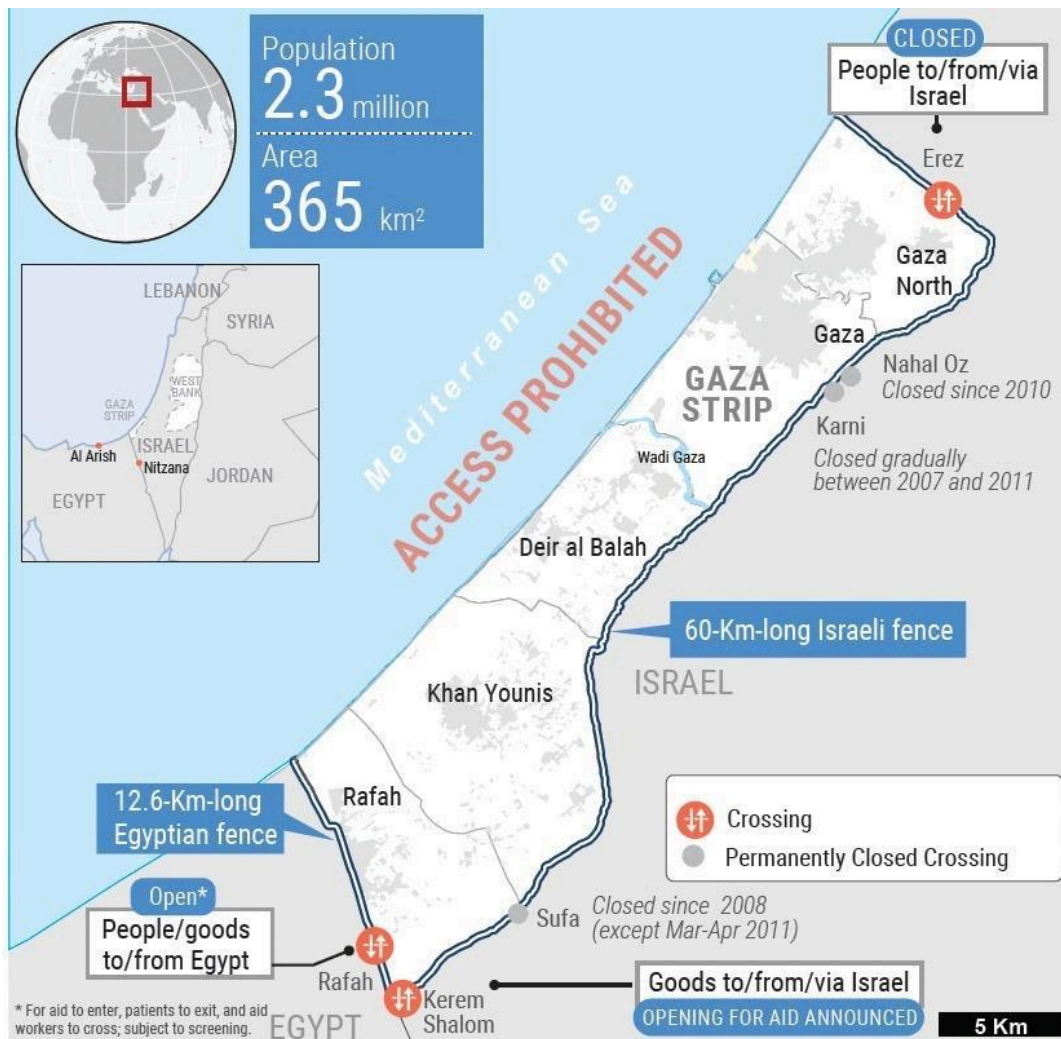 Population
2.3 million
Area
365 km²
CLOSED
People to/from/via
Israel
Erez
LEBANON
SYRIA
WEST
BANK
GAZA
STRIP
ISRAEL
Al Arish
Nitzana
JORDAN
EGYPT
Mediterranean Sea
ACCESS PROHIBITED
Gaza
North
Gaza
GAZA
STRIP
Nahal Oz
Closed since 2010
Karni
Closed gradually
between 2007 and 2011
Wadi Gaza
Deir al Balah
60-Km-long Israeli fence
ISRAEL
Khan Younis
Rafah
12.6-Km-long
Egyptian fence
Crossing
Permanently Closed Crossing
Open*
People/goods
to/from Egypt
Rafah
Sufa
Closed since 2008
(except Mar-Apr 2011)
Kerem
Shalom
Goods to/from/via Israel
OPENING FOR AID ANNOUNCED
* For aid to enter, patients to exit, and aid
workers to cross; subject to screening.
EGYPT
5 Km